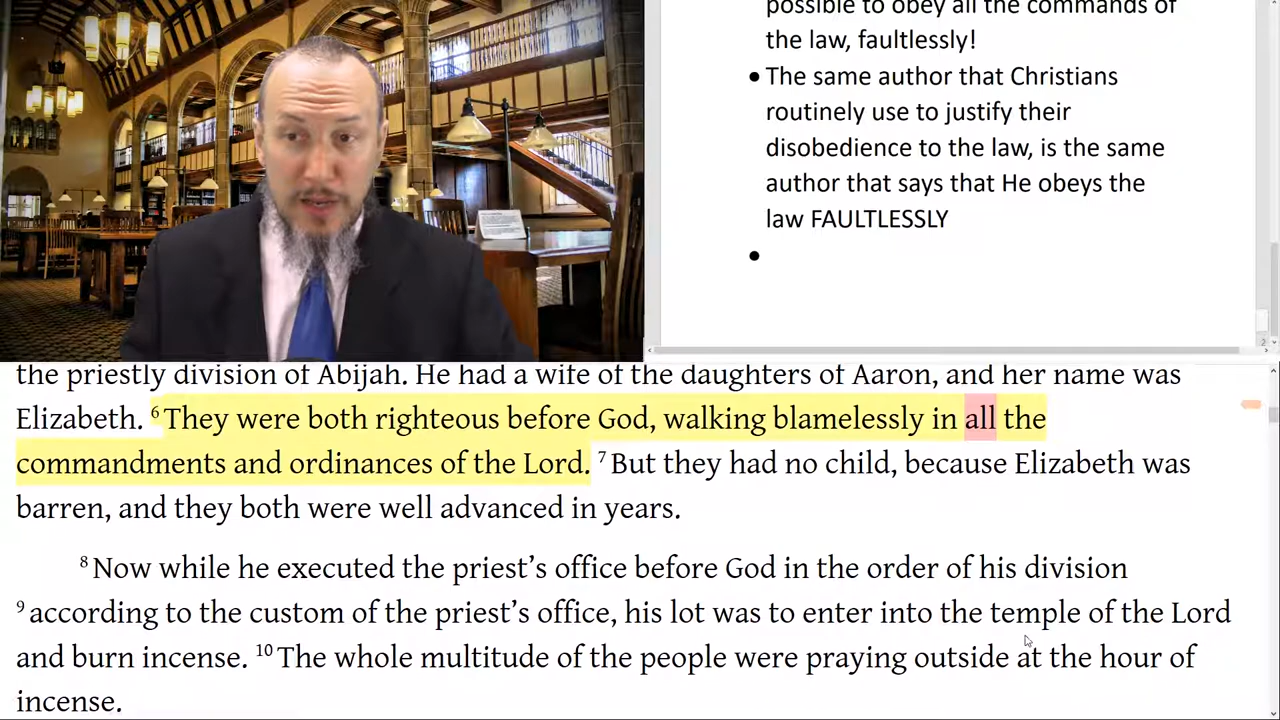 possible to obey all the commands of
the law, faultlessly!
• The same author that Christians
routinely use to justify their
disobedience to the law, is the same
author that says that He obeys the
law FAULTLESSLY
•
the priestly division of Abijah. He had a wife of the daughters of Aaron, and her name was
Elizabeth. 6 They were both righteous before God, walking blamelessly in all the
commandments and ordinances of the Lord. 7 But they had no child, because Elizabeth was
barren, and they both were well advanced in years.
8 Now while he executed the priest’s office before God in the order of his division
9 according to the custom of the priest’s office, his lot was to enter into the temple of the Lord
and burn incense. 10 The whole multitude of the people were praying outside at the hour of
incense.